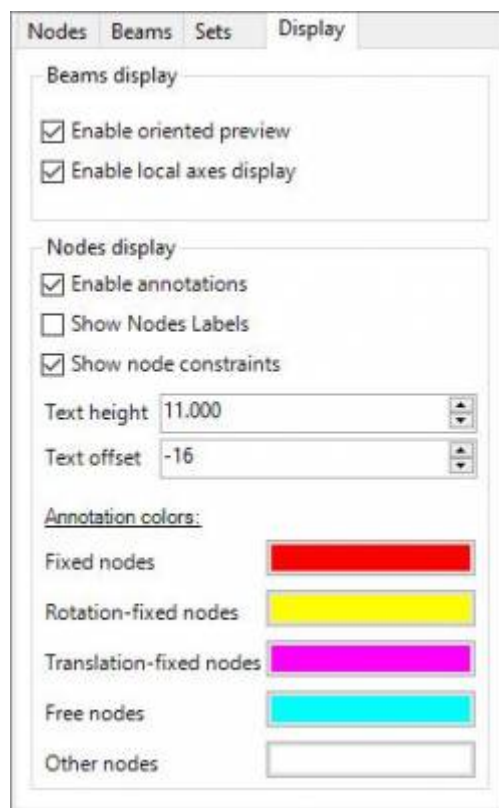 Nodes Beams Sets Display
Beams display
Enable oriented preview
Enable local axes display
Nodes display
Enable annotations
Show Nodes Labels
Show node constraints
Text height 11.000
Text offset -16
Annotation colors:
Fixed nodes
Rotation-fixed nodes
Translation-fixed nodes
Free nodes
Other nodes